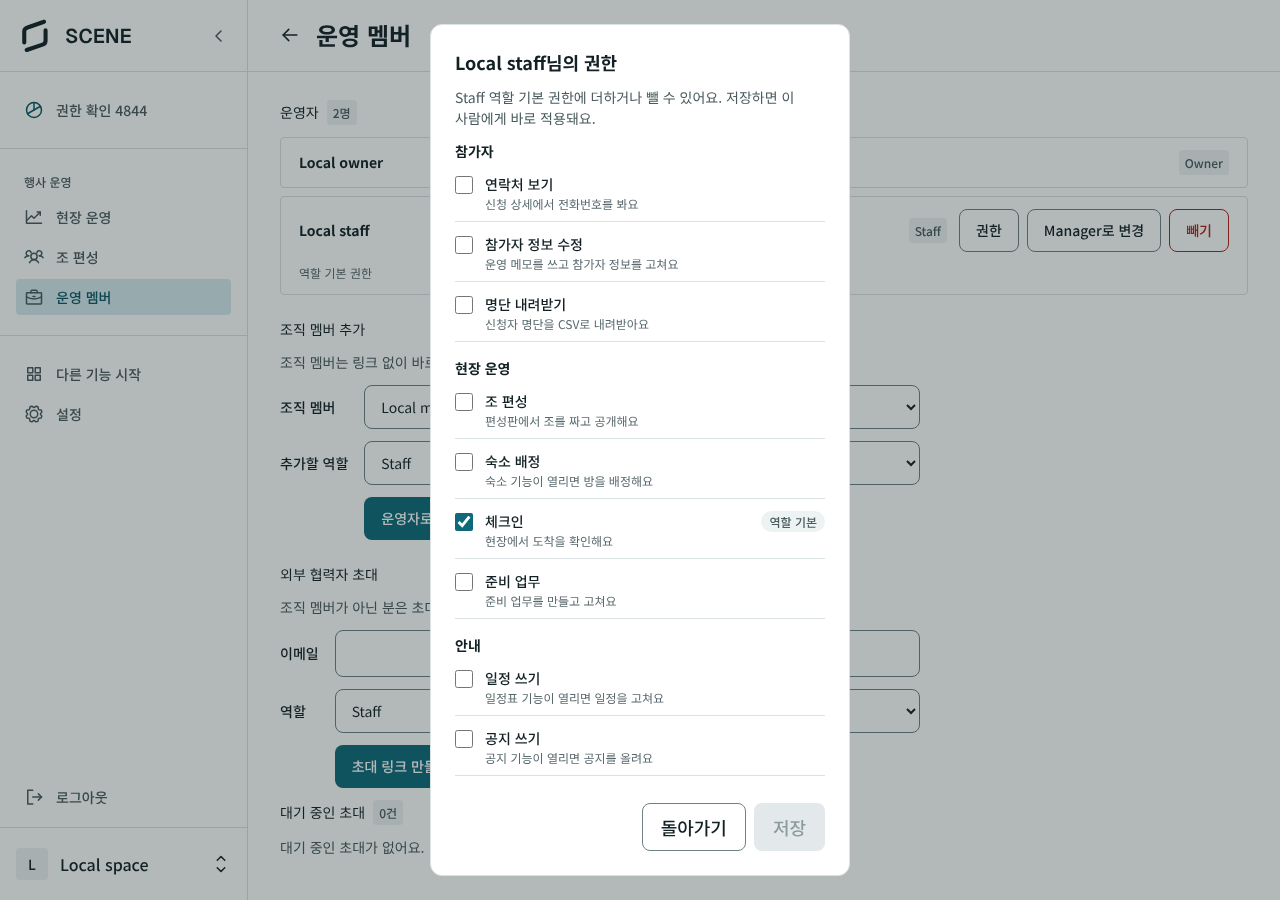 SCENE
권한 확인 4844
행사 운영
현장 운영
조 편성
운영 멤버
다른 기능 시작
설정
로그아웃
L
Local space
운영 멤버
운영자 2명
Local owner
Owner
Local staff
Staff
권한
Manager로 변경
빼기
역할 기본 권한
조직 멤버 추가
조직 멤버는 링크 없이 바로
조직 멤버
Local m
추가할 역할
Staff
운영자로
외부 협력자 초대
조직 멤버가 아닌 분은 초대
이메일
역할
Staff
초대 링크 만들
대기 중인 초대 0건
대기 중인 초대가 없어요.
Local staff님의 권한
Staff 역할 기본 권한에 더하거나 뺄 수 있어요. 저장하면 이
사람에게 바로 적용돼요.
참가자
연락처 보기
신청 상세에서 전화번호를 봐요
참가자 정보 수정
운영 메모를 쓰고 참가자 정보를 고쳐요
명단 내려받기
신청자 명단을 CSV로 내려받아요
현장 운영
조 편성
편성판에서 조를 짜고 공개해요
숙소 배정
숙소 기능이 열리면 방을 배정해요
체크인
역할 기본
현장에서 도착을 확인해요
준비 업무
준비 업무를 만들고 고쳐요
안내
일정 쓰기
일정표 기능이 열리면 일정을 고쳐요
공지 쓰기
공지 기능이 열리면 공지를 올려요
돌아가기
저장